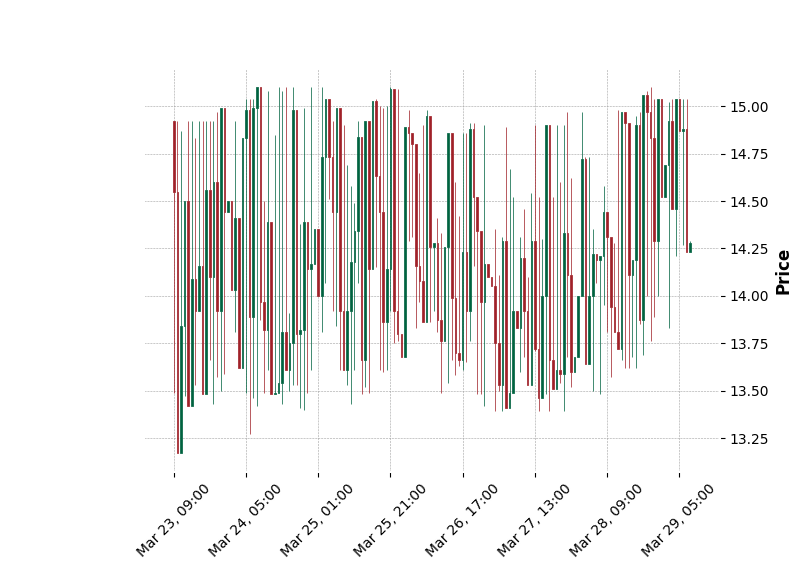 15.00
14.75
14.50
14.25
14.00
13.75
13.50
13.25
Price
Mar 23, 09:00
Mar 24, 05:00
Mar 25, 01:00
Mar 25, 21:00
Mar 26, 17:00
Mar 27, 13:00
Mar 28, 09:00
Mar 29, 05:00